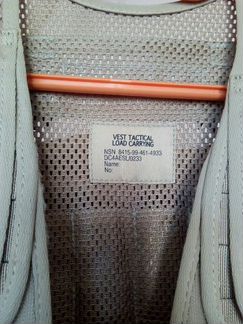 VEST TACTICAL
LOAD CARRYING
NSN 8415-99-461-4933
DC4AESL/0233
Name:
No: